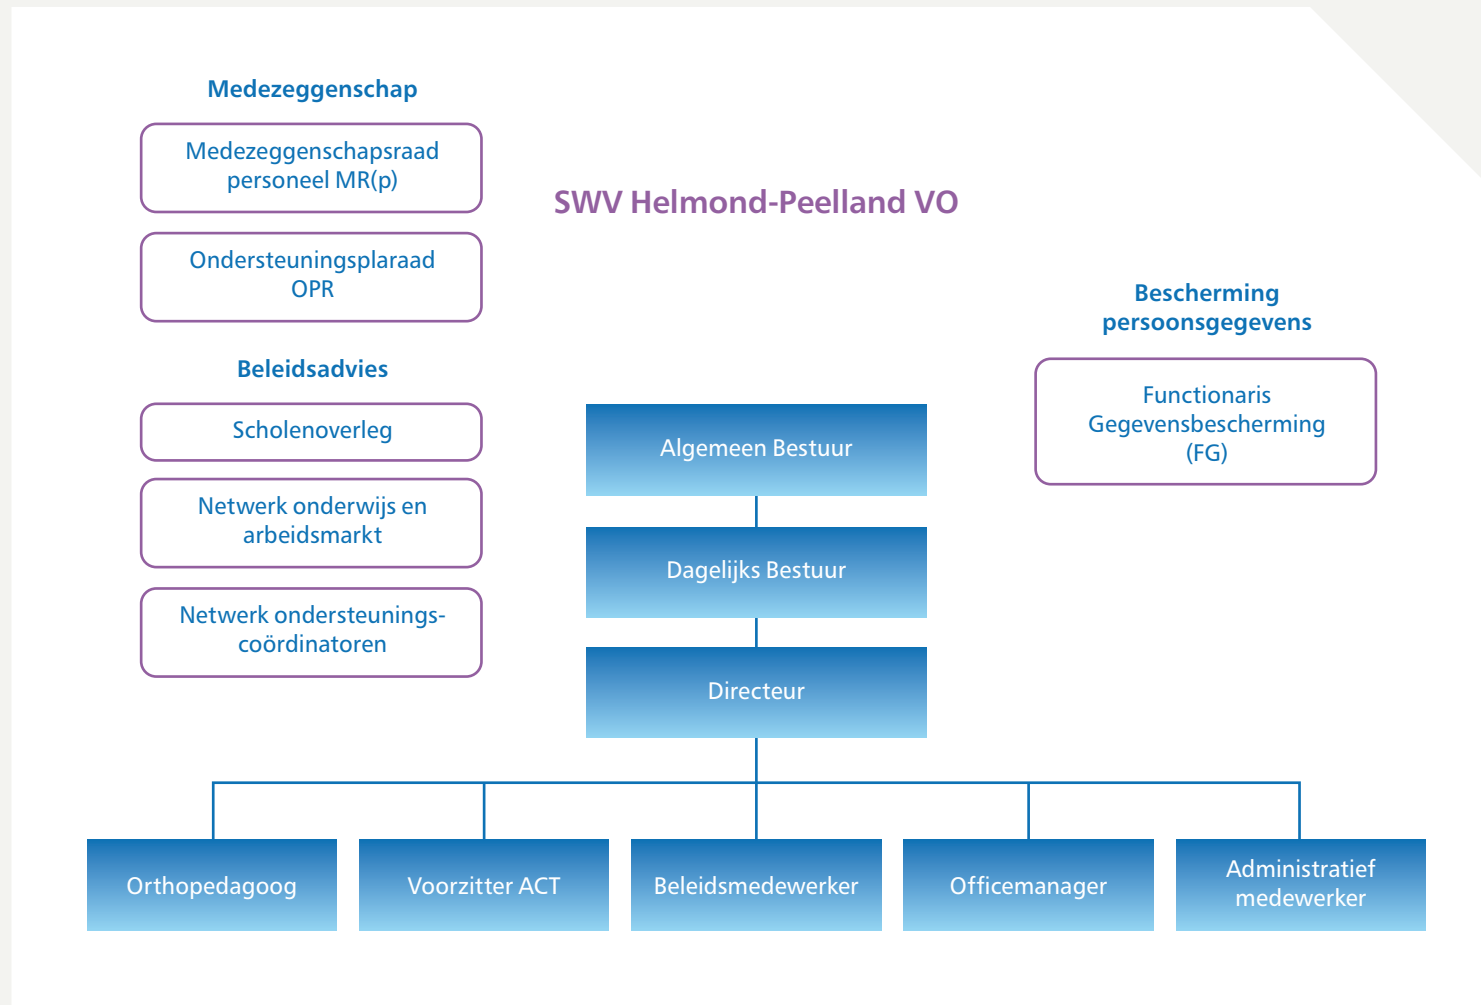 Medezeggenschap
Medezeggenschapsraad
personeel MR(p)
Ondersteuningsplaraad
OPR
SWV Helmond-Peelland VO
Beleidsadvies
Scholenoverleg
Netwerk onderwijs en
arbeidsmarkt
Netwerk ondersteunings-
coördinatoren
Bescherming
persoonsgegevens
Functionaris
Gegevensbescherming
(FG)
Algemeen Bestuur
Dagelijks Bestuur
Directeur
Orthopedagoog
Voorzitter ACT
Beleidsmedewerker
Officemanager
Administratief
medewerker